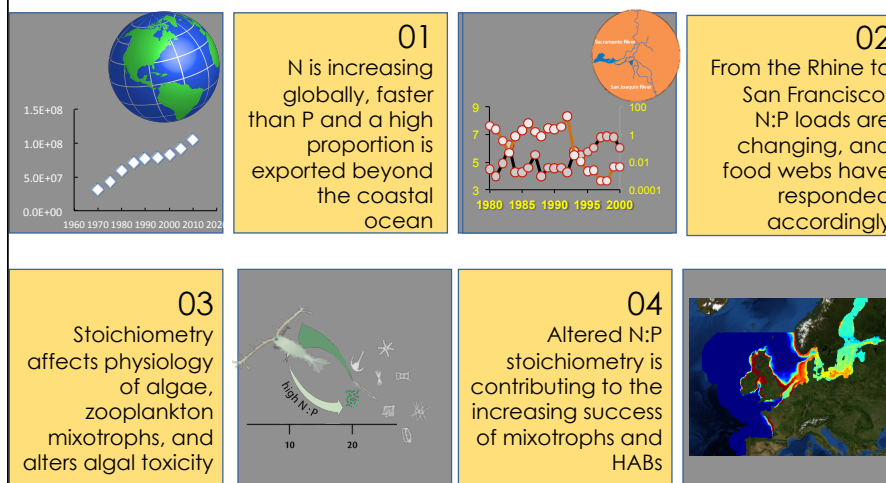 01
N is increasing
globally, faster
than P and a high
proportion is
exported beyond
the coastal
ocean
1.5E+08
1.0E+08
5.0E+07
0.0E+00
1960 1970 1980 1990 2000 2010 202
Sacramento River
San Joaquin River
9
7
5
3
100
1
0.01
0.0001
1980 1985 1990 1995 2000
02
From the Rhine to
San Francisco
N:P loads are
changing, and
food webs have
responded
accordingly
03
Stoichiometry
affects physiology
of algae,
zooplankton
mixotrophs, and
alters algal toxicity
high N:P
10 20
04
Altered N:P
stoichiometry is
contributing to the
increasing success
of mixotrophs and
HABs